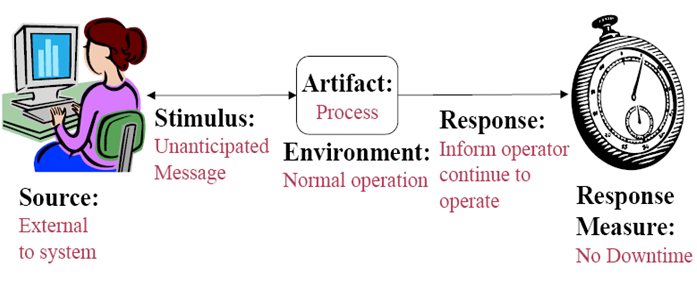 Source:
External
to system
Stimulus:
Unanticipated
Message
Artifact:
Process
Environment:
Normal operation
Response:
Inform operator
continue to
operate
Response
Measure:
No Downtime